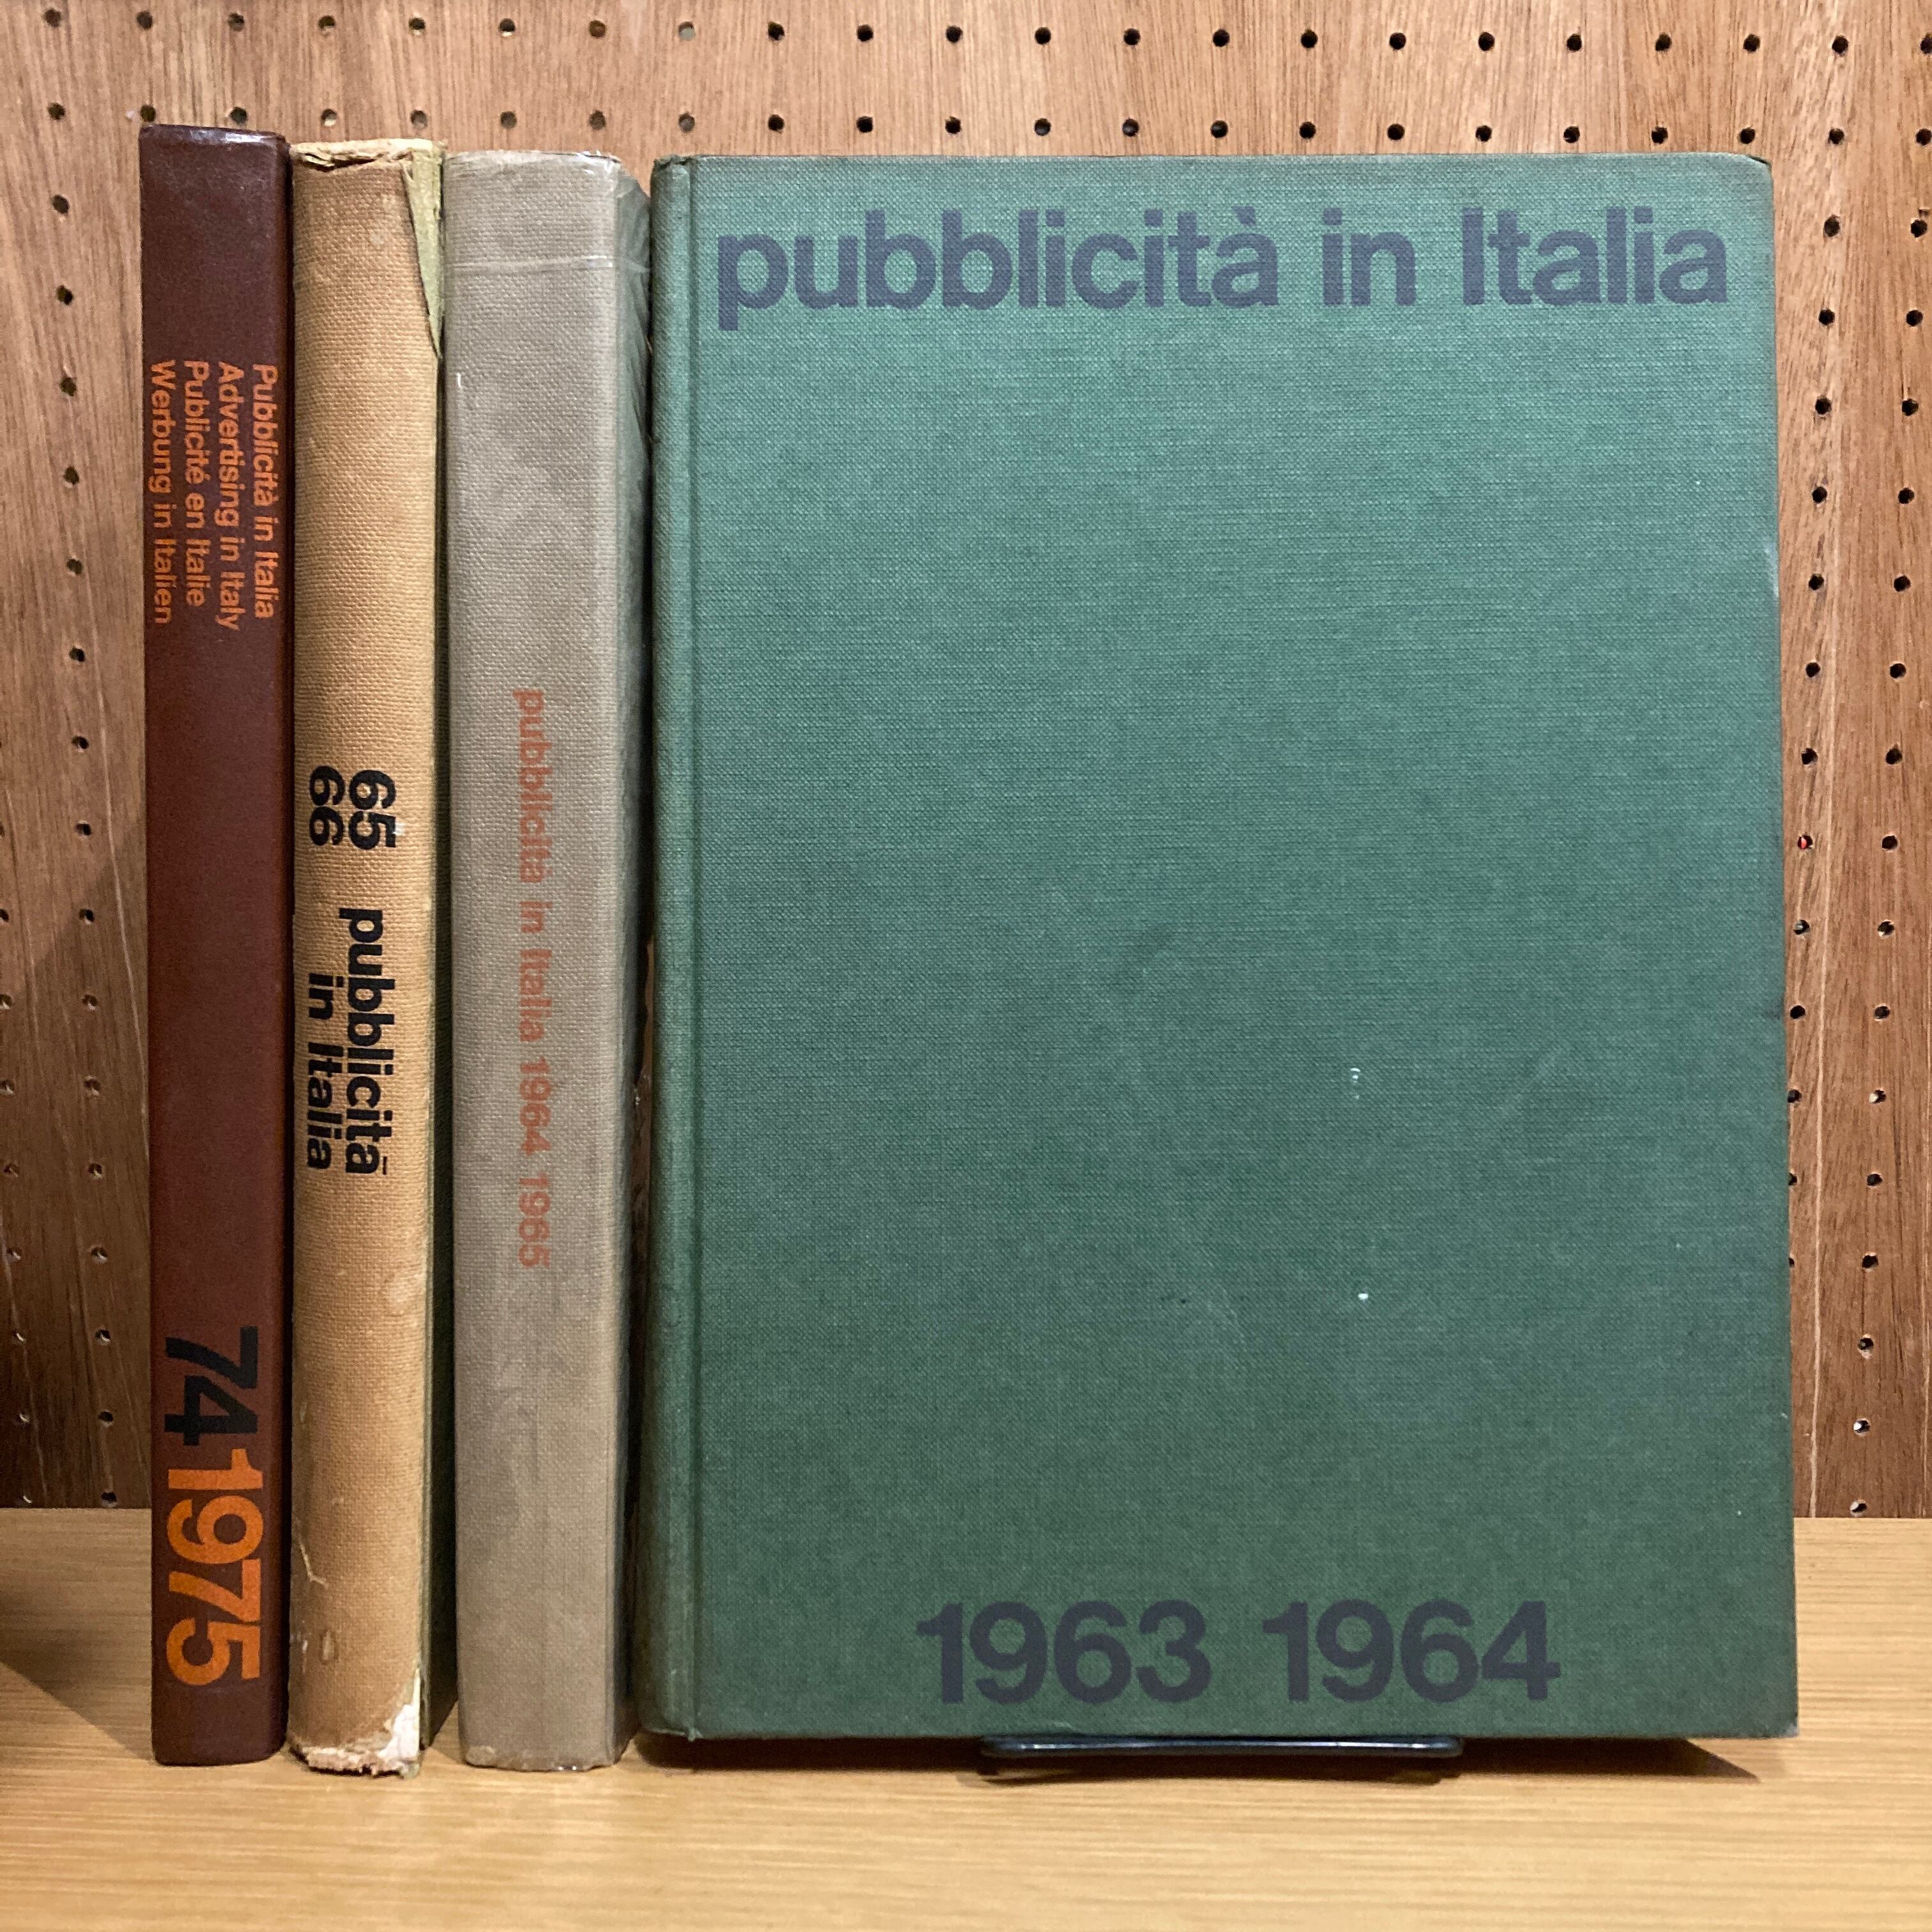 Pubblicità in Italia
Advertising in Italy
Publicité en Italie
Werbung in Italien
741975
65
66
pubblicità
in Italia
pubblicità in Italia 1964 1965
pubblicità in Italia
1963 1964